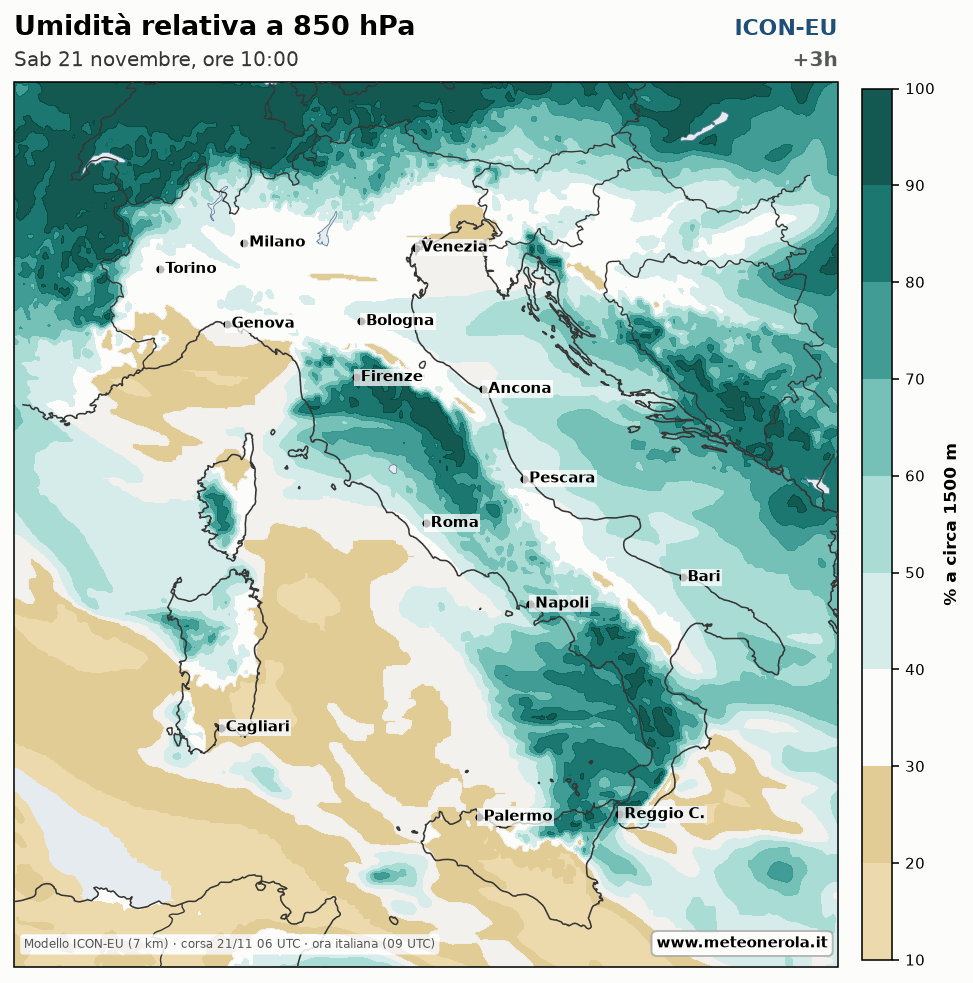 Umidità relativa a 850 hPa
ICON-EU
Sab 21 novembre, ore 10:00
+3h
100
90
80
70
60
50
40
30
20
10
% a circa 1500 m
Milano
Venezia
Torino
Genova
Bologna
Firenze
Ancona
Pescara
Roma
Bari
Napoli
Cagliari
Palermo
Reggio C.
Modello ICON-EU (7 km) · corsa 21/11 06 UTC · ora italiana (09 UTC)
www.meteonerola.it